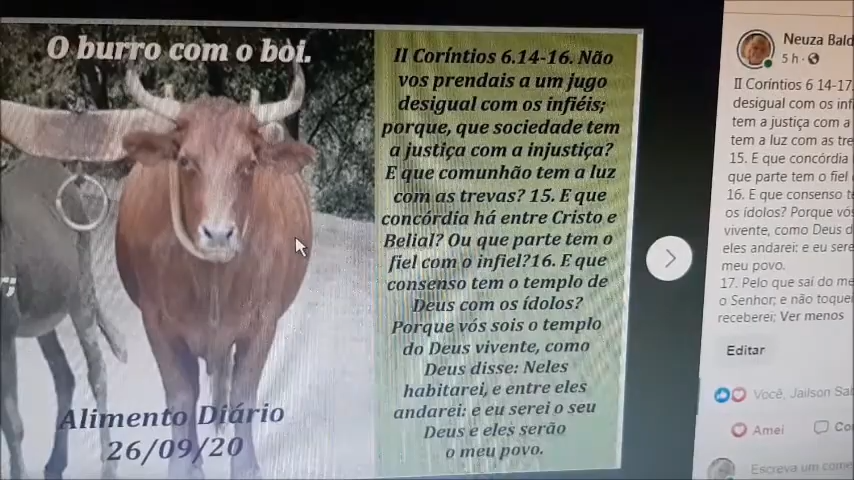 O burro com o boi.
Alimento Diário
26/09/20
II Coríntios 6.14-16. Não
vos prendais a um jugo
desigual com os infiéis;
porque, que sociedade tem
a justiça com a injustiça?
E que comunhão tem a luz
com as trevas? 15. E que
concórdia há entre Cristo e
Belial? Ou que parte tem o
fiel com o infiel?16. E que
consenso tem o templo de
Deus com os ídolos?
Porque vós sois o templo
do Deus vivente, como
Deus disse: Neles
habitarei, e entre eles
andarei: e eu serei o seu
Deus e eles serão
o meu povo.
Neuza Bald
5 h
II Coríntios 6 14-17.
desigual com os inf
tem a justiça com a
tem a luz com as tre
15. E que concórdia
que parte tem o fiel
16. E que consenso te
os ídolos? Porque vós
vivente, como Deus d
eles andarei: e eu sere
meu povo.
17. Pelo que saí do me
o Senhor; e não toquei
receberei; Ver menos
Editar
Você, Jailson Sa
Amei Co
Escreva um come